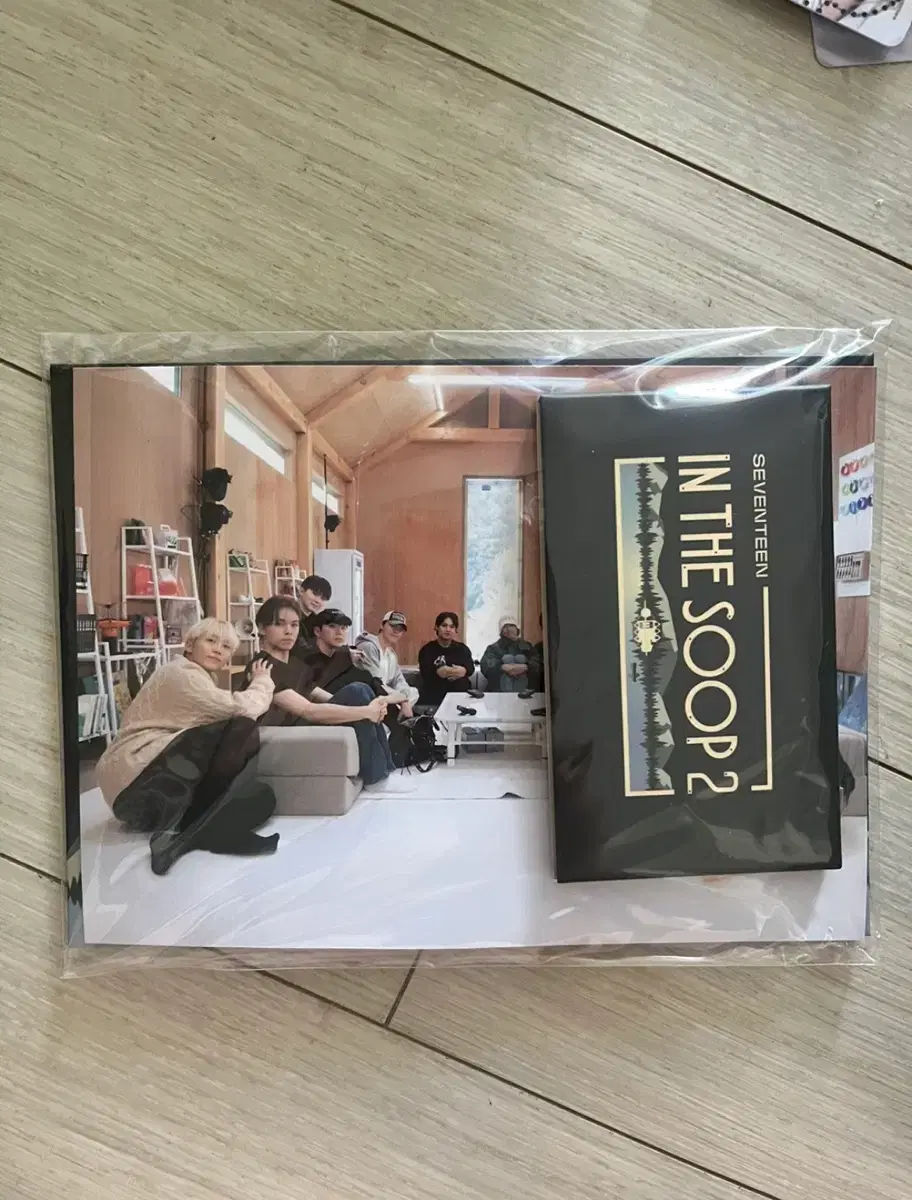 SEVENTEEN
IN THE SOOP 2